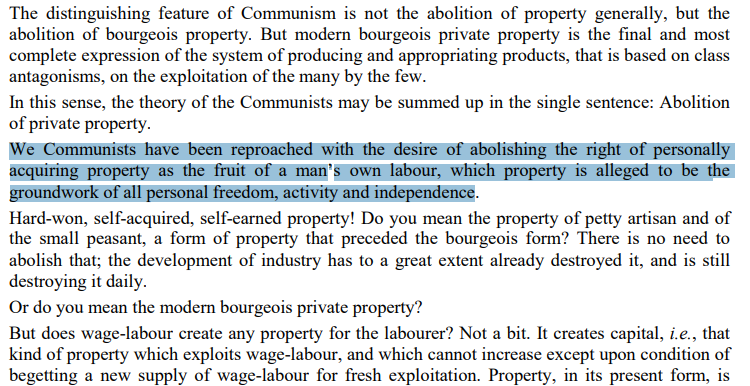 The distinguishing feature of Communism is not the abolition of property generally, but the
abolition of bourgeois property. But modern bourgeois private property is the final and most
complete expression of the system of producing and appropriating products, that is based on class
antagonisms, on the exploitation of the many by the few.
In this sense, the theory of the Communists may be summed up in the single sentence: Abolition
of private property.
We Communists have been reproached with the desire of abolishing the right of personally
acquiring property as the fruit of a man's own labour, which property is alleged to be the
groundwork of all personal freedom, activity and independence.
Hard-won, self-acquired, self-earned property! Do you mean the property of petty artisan and of
the small peasant, a form of property that preceded the bourgeois form? There is no need to
abolish that; the development of industry has to a great extent already destroyed it, and is still
destroying it daily.
Or do you mean the modern bourgeois private property?
But does wage-labour create any property for the labourer? Not a bit. It creates capital, i.e., that
kind of property which exploits wage-labour, and which cannot increase except upon condition of
begetting a new supply of wage-labour for fresh exploitation. Property, in its present form, is